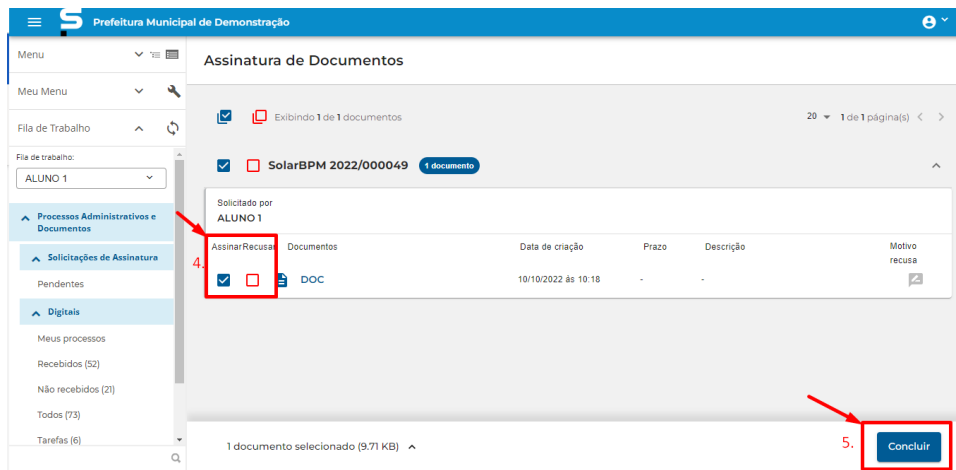 Prefeitura Municipal de Demonstração
Menu
Meu Menu
Fila de Trabalho
Fila de trabalho:
ALUNO 1
Processos Administrativos e
Documentos
Solicitações de Assinatura
Pendentes
Digitais
Meus processos
Recebidos (52)
Não recebidos (21)
Todos (73)
Tarefas (6)
Assinatura de Documentos
Exibindo 1 de 1 documentos
20 1 de 1 página(s)
SolarBPM 2022/000049 1 documento
Solicitado por
ALUNO 1
Assinar Recusar Documentos Data de criação Prazo Descrição Motivo
recusa
4.
DOC 10/10/2022 às 10:18 - -
1 documento selecionado (9.71 KB)
5. Concluir